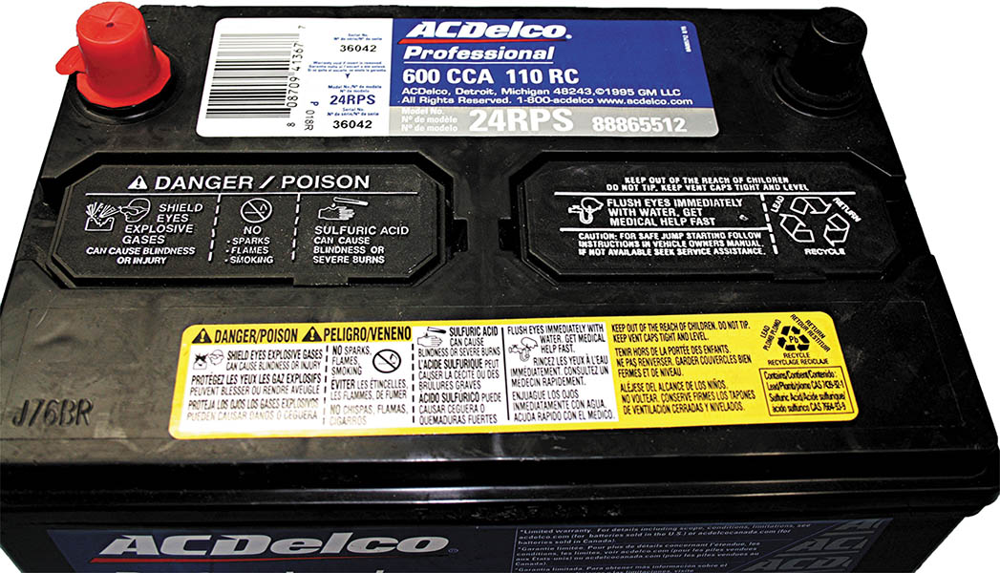 Serial No.
N° de série/N° de serie
36042
Warranty void if removed.
Y
Model No./N° de modèle
N° de modelo
24RPS
Serial No.
N° de série/N° de serie
36042
8 08709 41367 7
P 018R
ACDelco
Professional
600 CCA 110 RC
ACDelco, Detroit, Michigan 48243,©1995 GM LLC
All Rights Reserved. 1-800-acdelco www.acdelco.com
Model No.
N° de modèle
N° de modelo
24RPS 88865512
DANGER / POISON
SHIELD
EYES
EXPLOSIVE
GASES
CAN CAUSE BLINDNESS
OR INJURY
NO
-SPARKS
-FLAMES
-SMOKING
SULFURIC ACID
CAN CAUSE
BLINDNESS OR
SEVERE BURNS
KEEP OUT OF THE REACH OF CHILDREN
DO NOT TIP. KEEP VENT CAPS TIGHT AND LEVEL
FLUSH EYES IMMEDIATELY
WITH WATER, GET
MEDICAL HELP FAST
CAUTION: FOR SAFE JUMP STARTING FOLLOW
INSTRUCTIONS IN VEHICLE OWNERS MANUAL.
IF NOT AVAILABLE SEEK SERVICE ASSISTANCE.
LEAD
RETURN
RECYCLE
DANGER/POISON PELIGRO/VENENO
SHIELD EYES EXPLOSIVE GASES
CAN CAUSE BLINDNESS OR INJURY
PROTÉGEZ LES YEUX LES GAZ EXPLOSIFS
PEUVENT BLESSER OU RENDRE AVEUGLE
PROTEJA LOS OJOS LOS GASES EXPLOSIVOS
PUEDEN CAUSAR DAÑOS O CEGUERA
NO SPARKS,
FLAMES,
SMOKING
ÉVITER LES ÉTINCELLES
LES FLAMMES, DE FUMER
NO CHISPAS, FLAMAS,
CIGARROS
SULFURIC ACID
CAN CAUSE
BLINDNESS OR SEVERE BURNS
L'ACIDE SULFURIQUE PEUT
CAUSER LA CÉCITÉ OU DES
BRULURES GRAVES
ÁCIDO SULFÚRICO PUEDE
CAUSAR CEGUERA O
QUEMADURAS FUERTES
FLUSH EYES IMMEDIATELY WITH
WATER. GET MEDICAL
HELP FAST.
RINCEZ LES YEUX À L'EAU
IMMÉDIATEMENT. CONSULTEZ UN
MÉDECIN RAPIDEMENT.
ENJUAGUE LOS OJOS
INMEDIATAMENTE CON AGUA.
ACUDA RAPIDO CON EL MEDICO.
KEEP OUT OF THE REACH OF CHILDREN. DO NOT TIP.
KEEP VENT CAPS TIGHT AND LEVEL.
TENIR HORS DE LA PORTÉE DES ENFANTS.
NE PAS RENVERSER. GARDER COUVERCLES BIEN
FERMES ET DE NIVEAU.
ALÉJESE DEL ALCANCE DE LOS NIÑOS.
NO VOLTEAR. CONSERVE FIRMES LOS TAPONES
DE VENTILACIÓN CERRADAS Y NIVELADOS.
LEAD
PLOMB PLOMO
RETURN
RETOUR RESTITUIR
Pb
RECYCLE
RECYCLAGE RECICLAJE
Contains/Contient/Contenido:
Lead/Plomb/plomo CAS 7439-92-1
Sulfuric Acid/Acide sulfurique/
acido sulfurico CAS 7664-93-9
J76BR
ACDelco
*Limited warranty. For details including scope, conditions, limitations, see
acdelco.com (for batteries sold in the U.S.) or acdelcocanada.com (for
batteries sold in Canada).
*Garantie limitée. Pour plus de détails concernant l'étendue, les
conditions, les limites, voir acdelco.com (pour les piles vendues
aux États-Unis) ou acdelcocanada.com (pour les piles vendues au
Canada).
*Garantía limitada. Para obtener más información sobre el
ACDel
ACDe